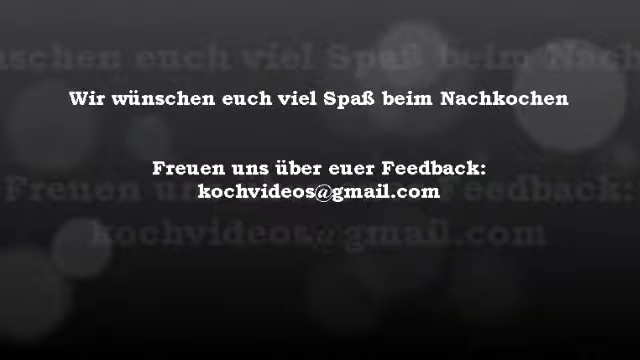 Wir wünschen euch viel Spaß beim Nachkochen
Freuen uns über euer Feedback:
kochvideos@gmail.com